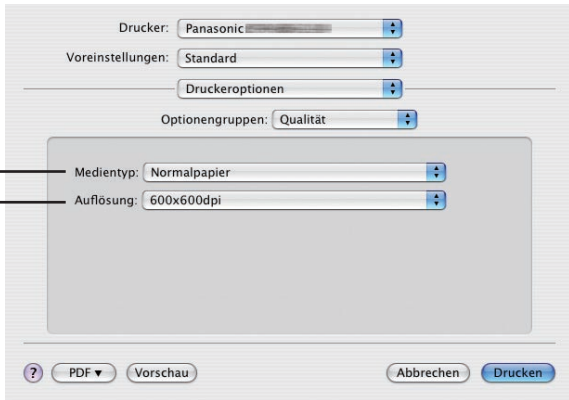 Drucker: Panasonic
Voreinstellungen: Standard
Druckeroptionen
Optionengruppen: Qualität
Medientyp: Normalpapier
Auflösung: 600x600dpi
? PDF ▼ Vorschau Abbrechen Drucken